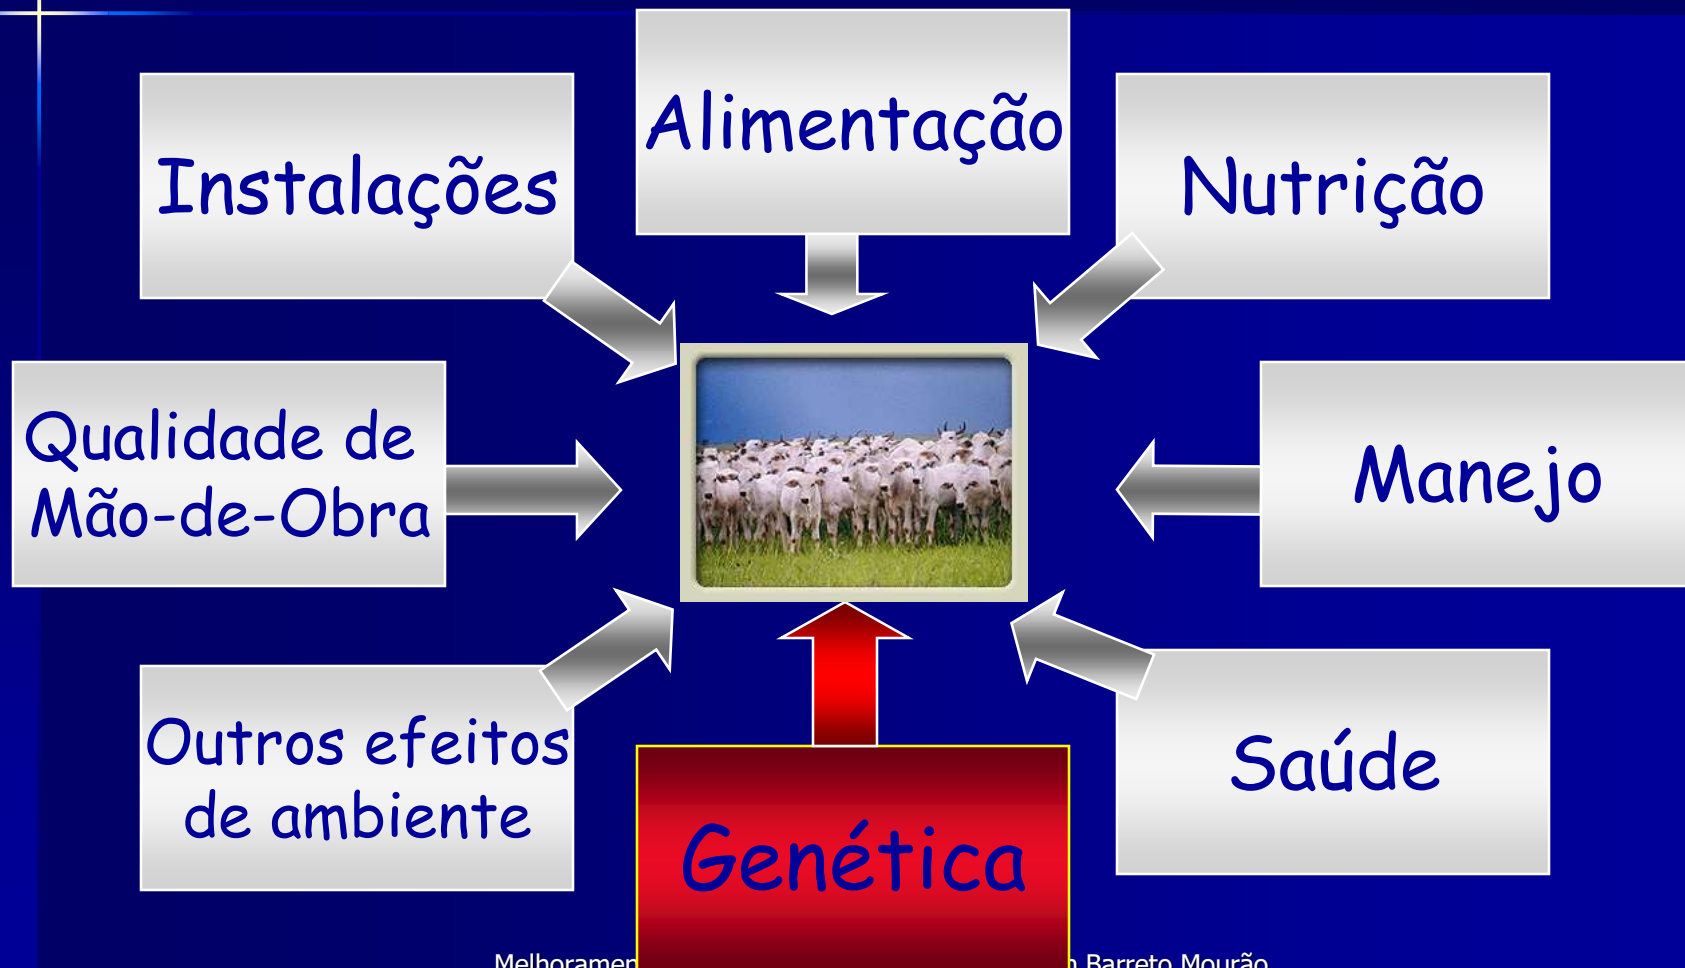 Alimentação
Instalações
Nutrição
Qualidade de
Mão-de-Obra
Manejo
Outros efeitos
de ambiente
Saúde
Genética
Barreto Mourão